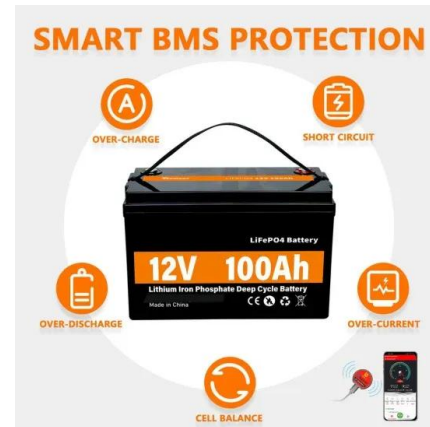 SMART BMS PROTECTION
OVER-CHARGE
SHORT CIRCUIT
LiFePO4 Battery
12V 100Ah
Lithium Iron Phosphate Deep Cycle Battery
Made in China
CE
OVER-DISCHARGE
OVER-CURRENT
CELL BALANCE